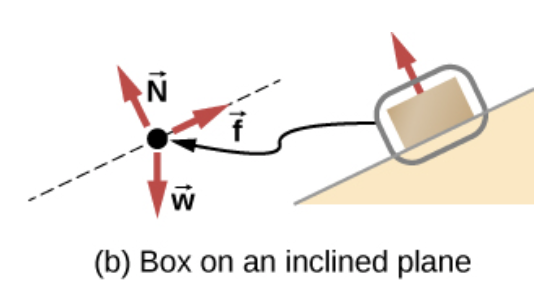 N⃗
f⃗
w⃗
(b) Box on an inclined plane